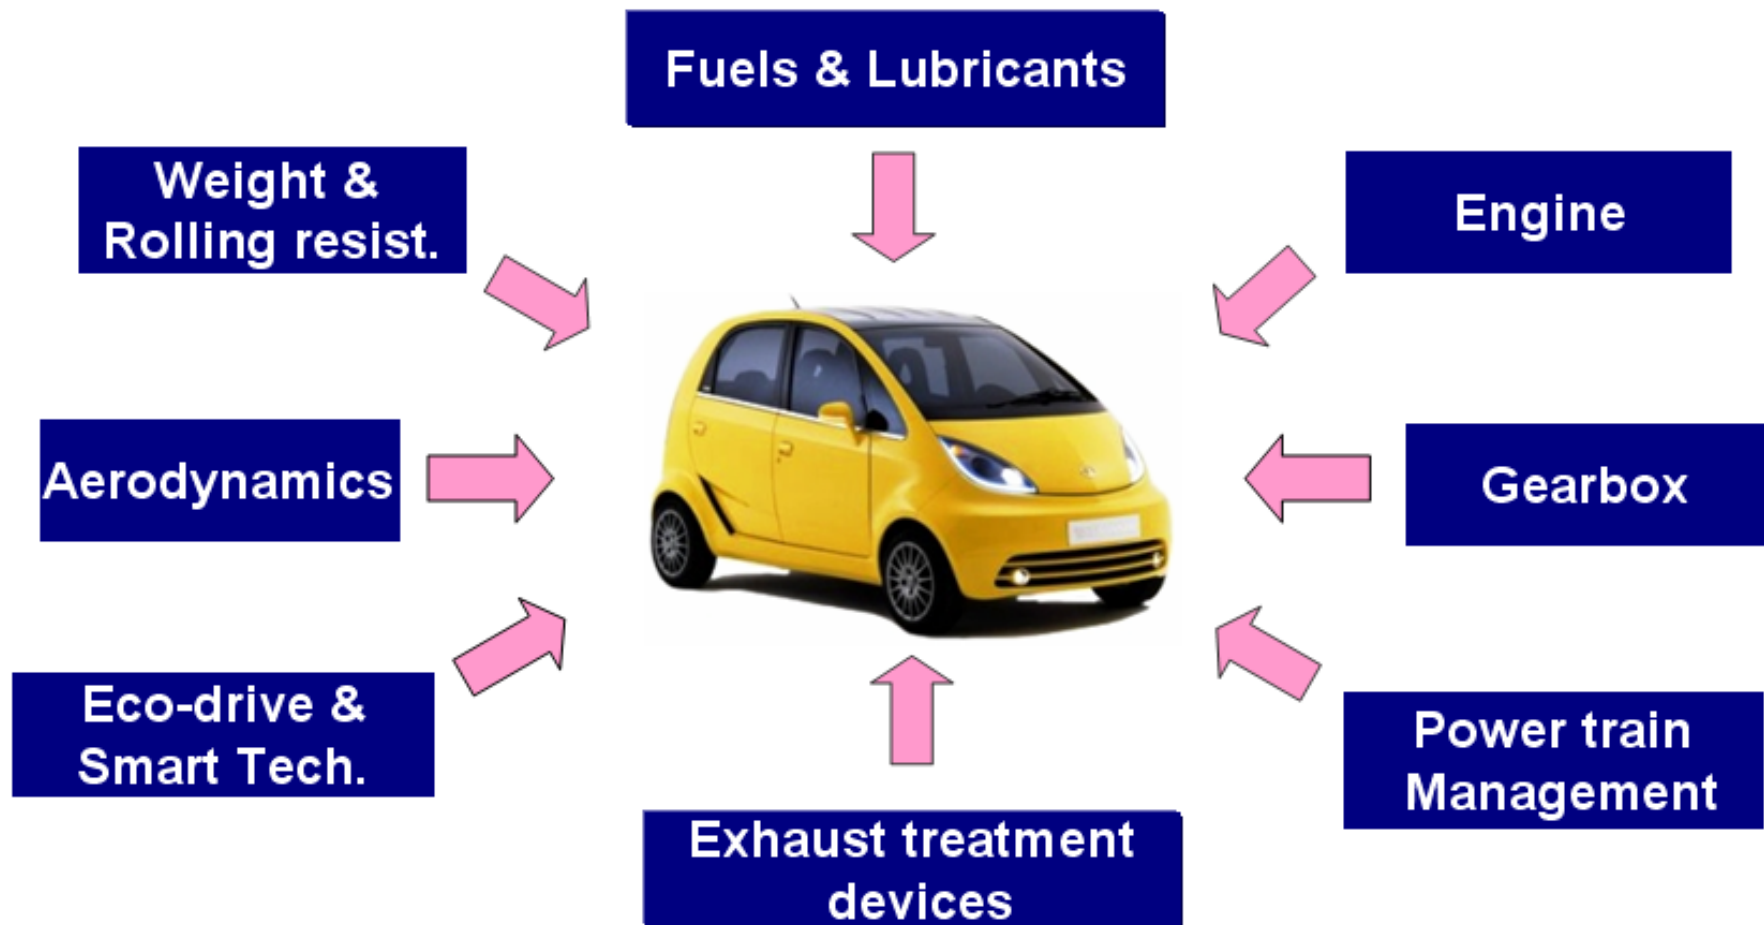 Fuels & Lubricants
Weight &
Rolling resist.
Engine
Aerodynamics
Gearbox
Eco-drive &
Smart Tech.
Power train
Management
Exhaust treatment
devices